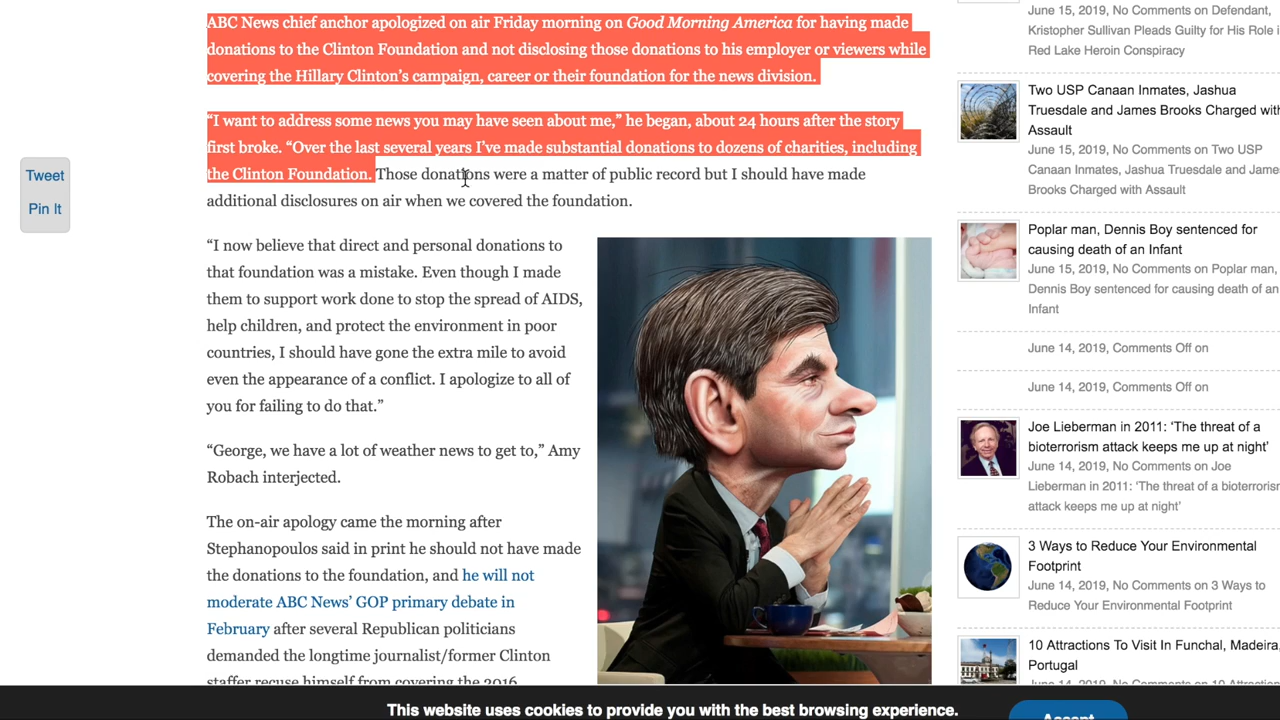 ABC News chief anchor apologized on air Friday morning on Good Morning America for having made
donations to the Clinton Foundation and not disclosing those donations to his employer or viewers while
covering the Hillary Clinton’s campaign, career or their foundation for the news division.
“I want to address some news you may have seen about me,” he began, about 24 hours after the story
first broke. “Over the last several years I’ve made substantial donations to dozens of charities, including
the Clinton Foundation. Those donations were a matter of public record but I should have made
additional disclosures on air when we covered the foundation.
Tweet
Pin It
“I now believe that direct and personal donations to
that foundation was a mistake. Even though I made
them to support work done to stop the spread of AIDS,
help children, and protect the environment in poor
countries, I should have gone the extra mile to avoid
even the appearance of a conflict. I apologize to all of
you for failing to do that.”
“George, we have a lot of weather news to get to,” Amy
Robach interjected.
The on-air apology came the morning after
Stephanopoulos said in print he should not have made
the donations to the foundation, and he will not
moderate ABC News’ GOP primary debate in
February after several Republican politicians
demanded the longtime journalist/former Clinton
staffer recuse himself from covering the 2016
June 15, 2019, No Comments on Defendant,
Kristopher Sullivan Pleads Guilty for His Role i
Red Lake Heroin Conspiracy
Two USP Canaan Inmates, Jashua
Truesdale and James Brooks Charged with
Assault
June 15, 2019, No Comments on Two USP
Canaan Inmates, Jashua Truesdale and James
Brooks Charged with Assault
Poplar man, Dennis Boy sentenced for
causing death of an Infant
June 15, 2019, No Comments on Poplar man,
Dennis Boy sentenced for causing death of an
Infant
June 14, 2019, Comments Off on
June 14, 2019, Comments Off on
Joe Lieberman in 2011: ‘The threat of a
bioterrorism attack keeps me up at night’
June 14, 2019, No Comments on Joe
Lieberman in 2011: ‘The threat of a bioterroris
attack keeps me up at night’
3 Ways to Reduce Your Environmental
Footprint
June 14, 2019, No Comments on 3 Ways to
Reduce Your Environmental Footprint
10 Attractions To Visit In Funchal, Madeira,
Portugal
June 14, 2019, No Comments on 10 Attractions
This website uses cookies to provide you with the best browsing experience.
Accept